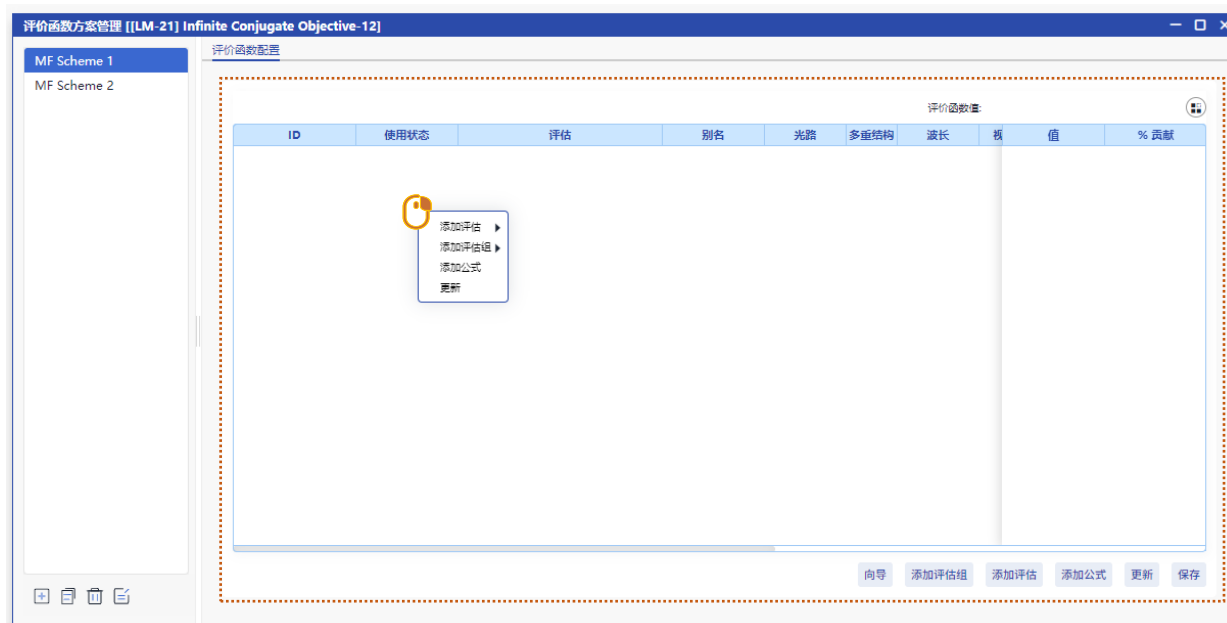 评价函数方案管理 [[LM-21] Infinite Conjugate Objective-12]
MF Scheme 1
MF Scheme 2
评价函数配置
评价函数值:
ID 使用状态 评估 别名 光路 多重结构 波长 视 值 % 贡献
添加评估
添加评估组
添加公式
更新
向导 添加评估组 添加评估 添加公式 更新 保存